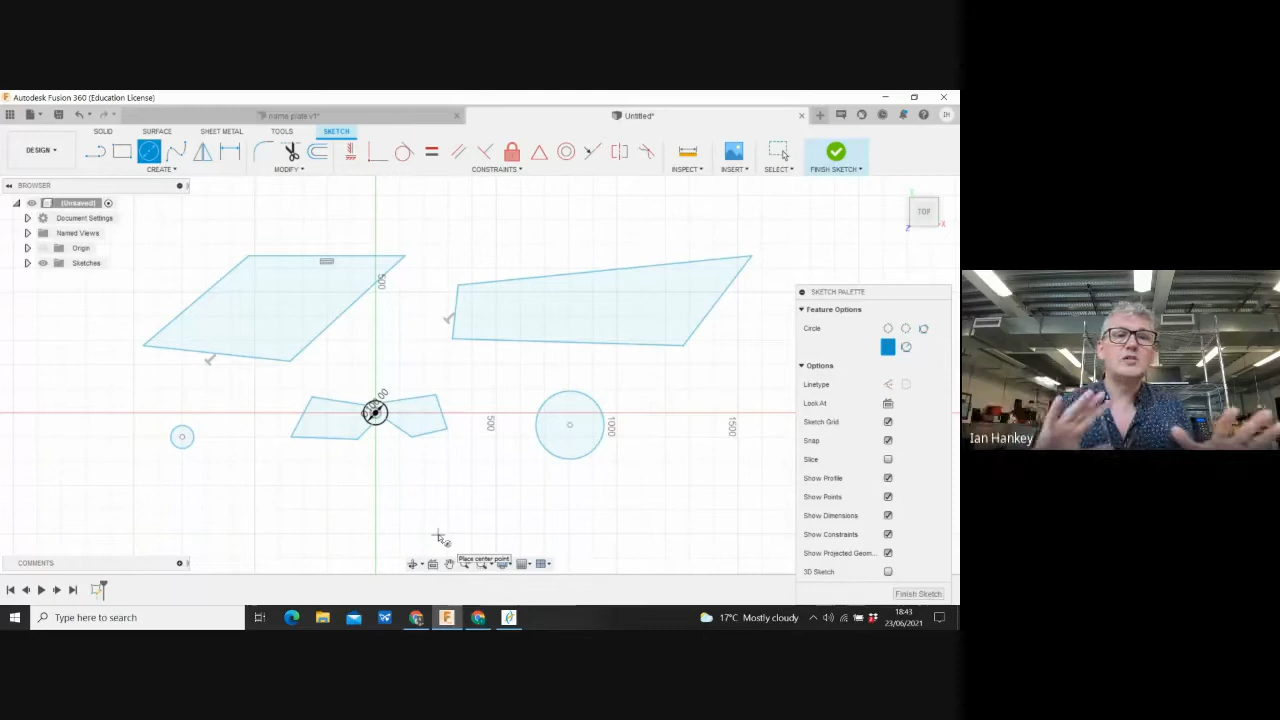 Autodesk Fusion 360 (Education License)
name plate v1*
Untitled*
IH
SOLID
SURFACE
SHEET METAL
TOOLS
SKETCH
DESIGN
CREATE
MODIFY
CONSTRAINTS
INSPECT
INSERT
SELECT
FINISH SKETCH
BROWSER
(Unsaved)
Document Settings
Named Views
Origin
Sketches
TOP
X
Z
500
500
1000
1500
SKETCH PALETTE
Feature Options
Circle
Options
Linetype
Look At
Sketch Grid
Snap
Slice
Show Profile
Show Points
Show Dimensions
Show Constraints
Show Projected Geom...
3D Sketch
Finish Sketch
Place center point
COMMENTS
Type here to search
17°C Mostly cloudy
18:43
23/06/2021
Ian Hankey